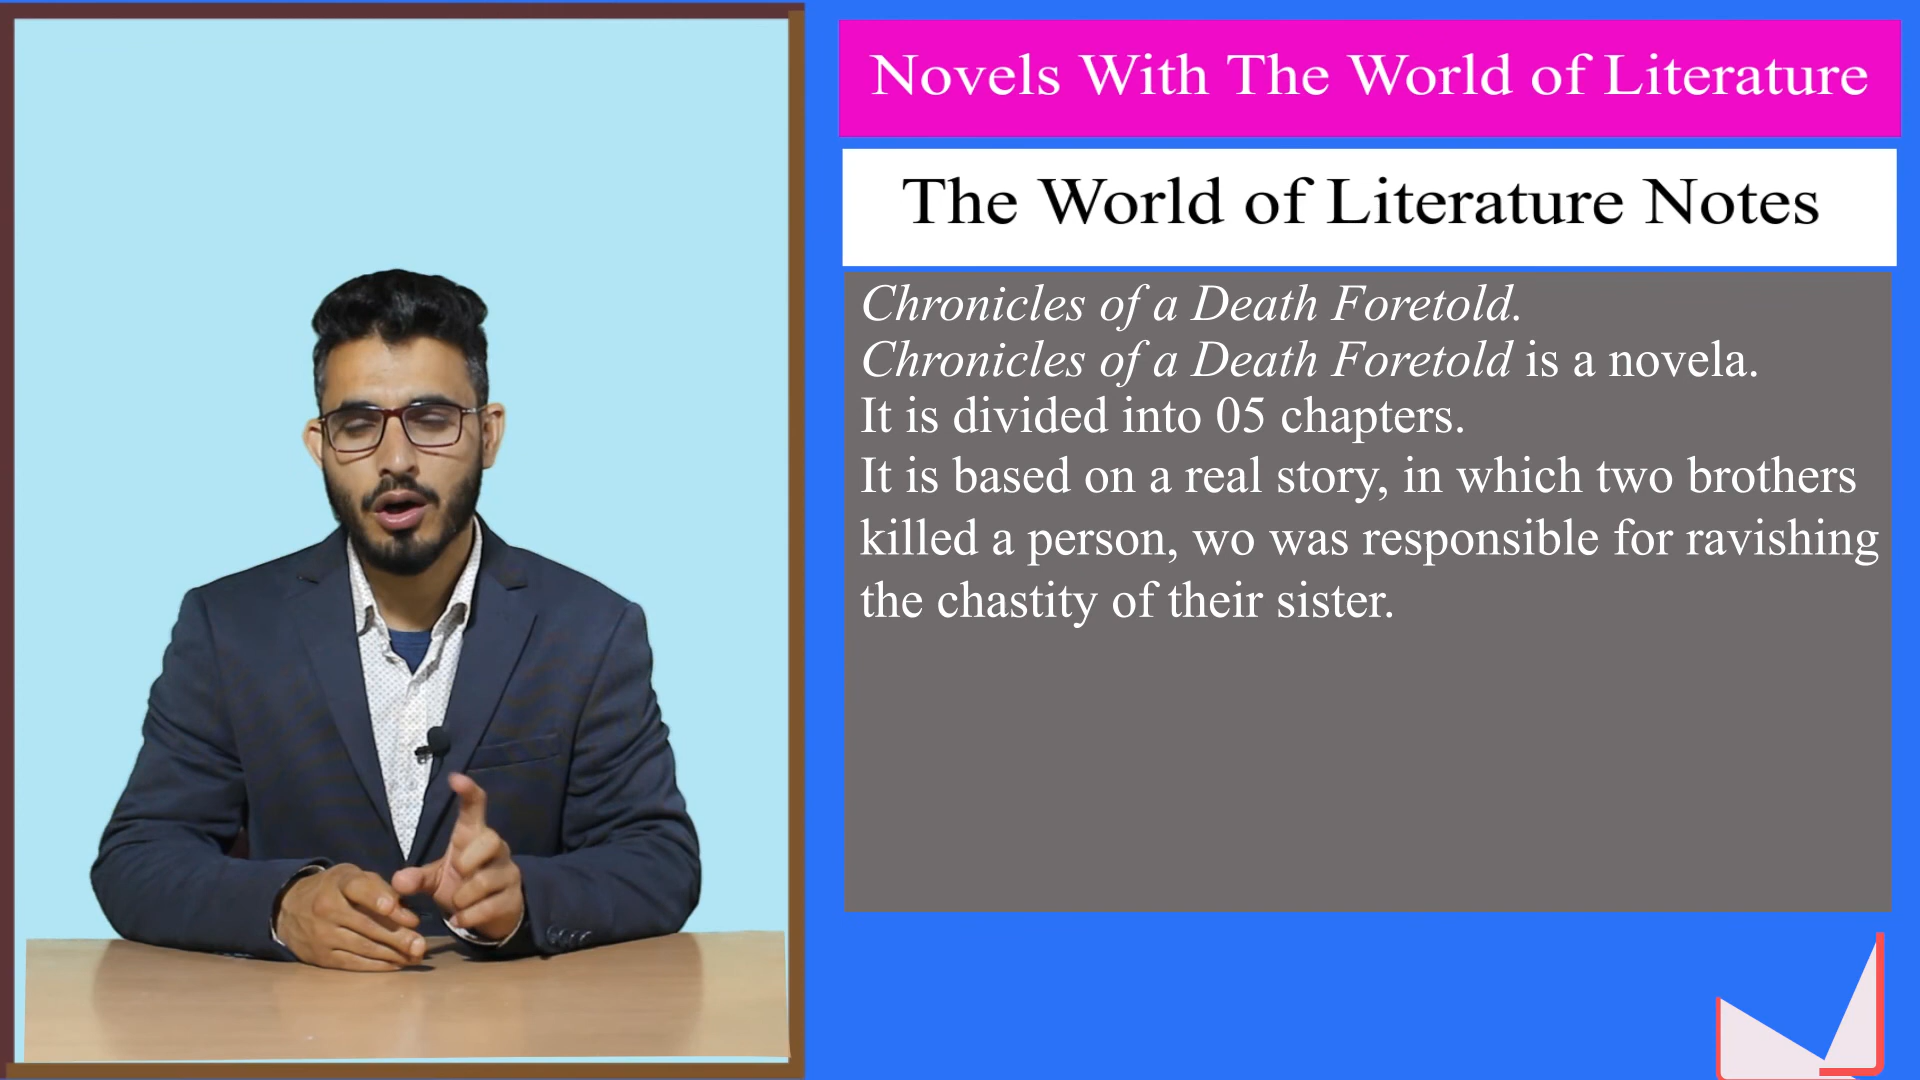 Novels With The World of Literature
The World of Literature Notes
Chronicles of a Death Foretold.
Chronicles of a Death Foretold is a novela.
It is divided into 05 chapters.
It is based on a real story, in which two brothers
killed a person, wo was responsible for ravishing
the chastity of their sister.